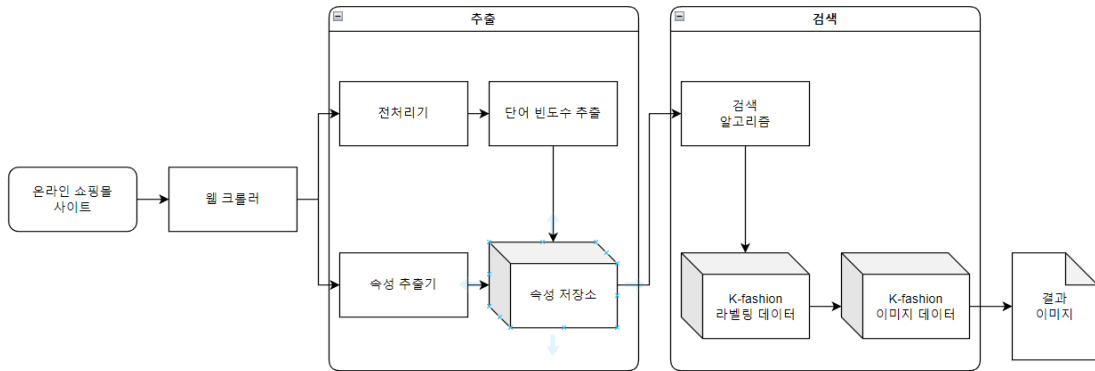 추출
검색
전처리기
단어 빈도수 추출
검색
알고리즘
온라인 쇼핑몰
사이트
웹 크롤러
속성 추출기
속성 저장소
K-fashion
라벨링 데이터
K-fashion
이미지 데이터
결과
이미지